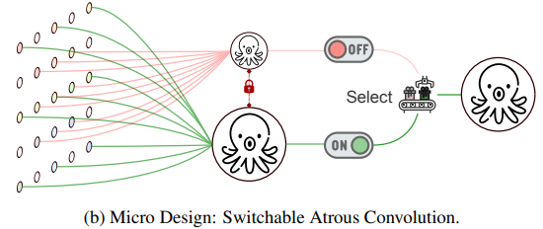 OFF
Select
ON
(b) Micro Design: Switchable Atrous Convolution.